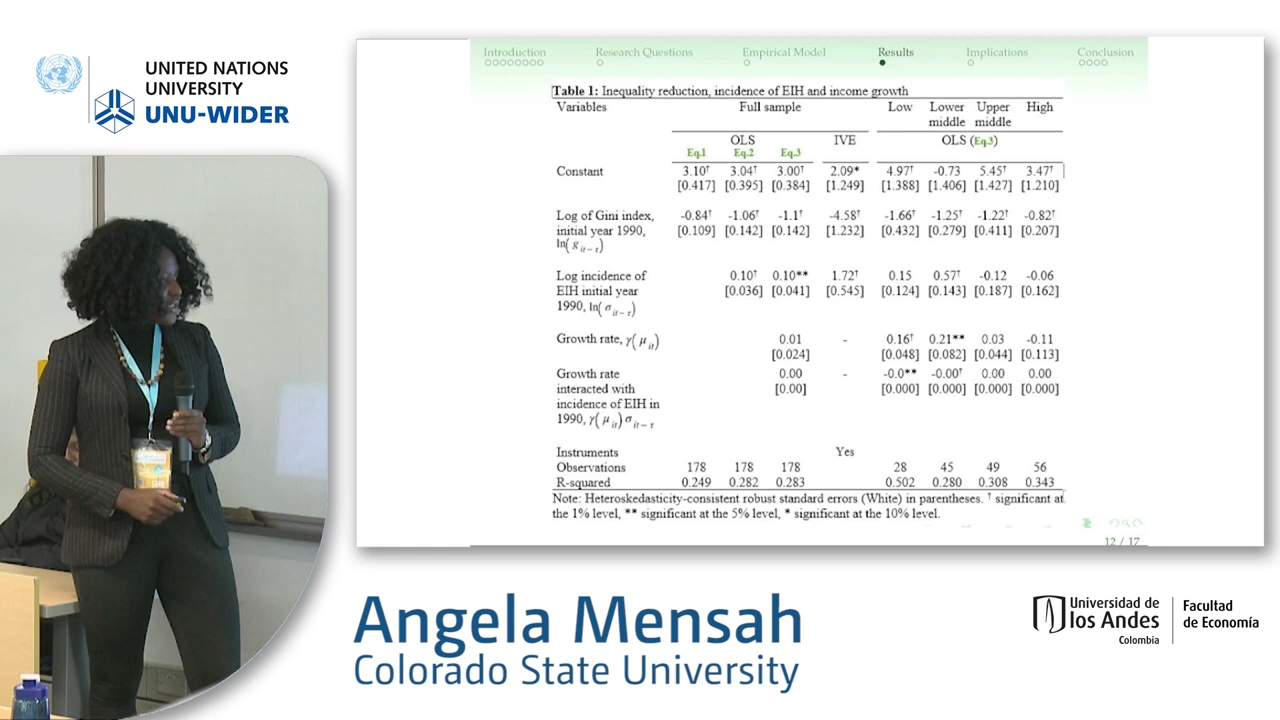 UNITED NATIONS
UNIVERSITY
UNU-WIDER
Introduction Research Questions Empirical Model Results Implications Conclusion
Table 1: Inequality reduction, incidence of EIH and income growth
Variables Full sample Low Lower middle Upper middle High
OLS IVE OLS (Eq.3)
Eq.1 Eq.2 Eq.3
Constant 3.10† 3.04† 3.00† 2.09* 4.97† -0.73 5.45† 3.47†
[0.417] [0.395] [0.384] [1.249] [1.388] [1.406] [1.427] [1.210]
Log of Gini index, -0.84† -1.06† -1.1† -4.58† -1.66† -1.25† -1.22† -0.82†
initial year 1990, [0.109] [0.142] [0.142] [1.232] [0.432] [0.279] [0.411] [0.207]
ln(g it−τ)
Log incidence of 0.10† 0.10** 1.72† 0.15 0.57† -0.12 -0.06
EIH initial year [0.036] [0.041] [0.545] [0.124] [0.143] [0.187] [0.162]
1990, ln(σ it−τ)
Growth rate, γ(μ it) 0.01 - 0.16† 0.21** 0.03 -0.11
[0.024] [0.048] [0.082] [0.044] [0.113]
Growth rate 0.00 - -0.0** -0.00† 0.00 0.00
interacted with [0.00] [0.000] [0.000] [0.000] [0.000]
incidence of EIH in
1990, γ(μ it)σ it−τ
Instruments Yes
Observations 178 178 178 28 45 49 56
R-squared 0.249 0.282 0.283 0.502 0.280 0.308 0.343
Note: Heteroskedasticity-consistent robust standard errors (White) in parentheses. † significant at
the 1% level, ** significant at the 5% level, * significant at the 10% level.
12 / 17
Angela Mensah
Colorado State University
Universidad de
los Andes
Colombia
Facultad
de Economía